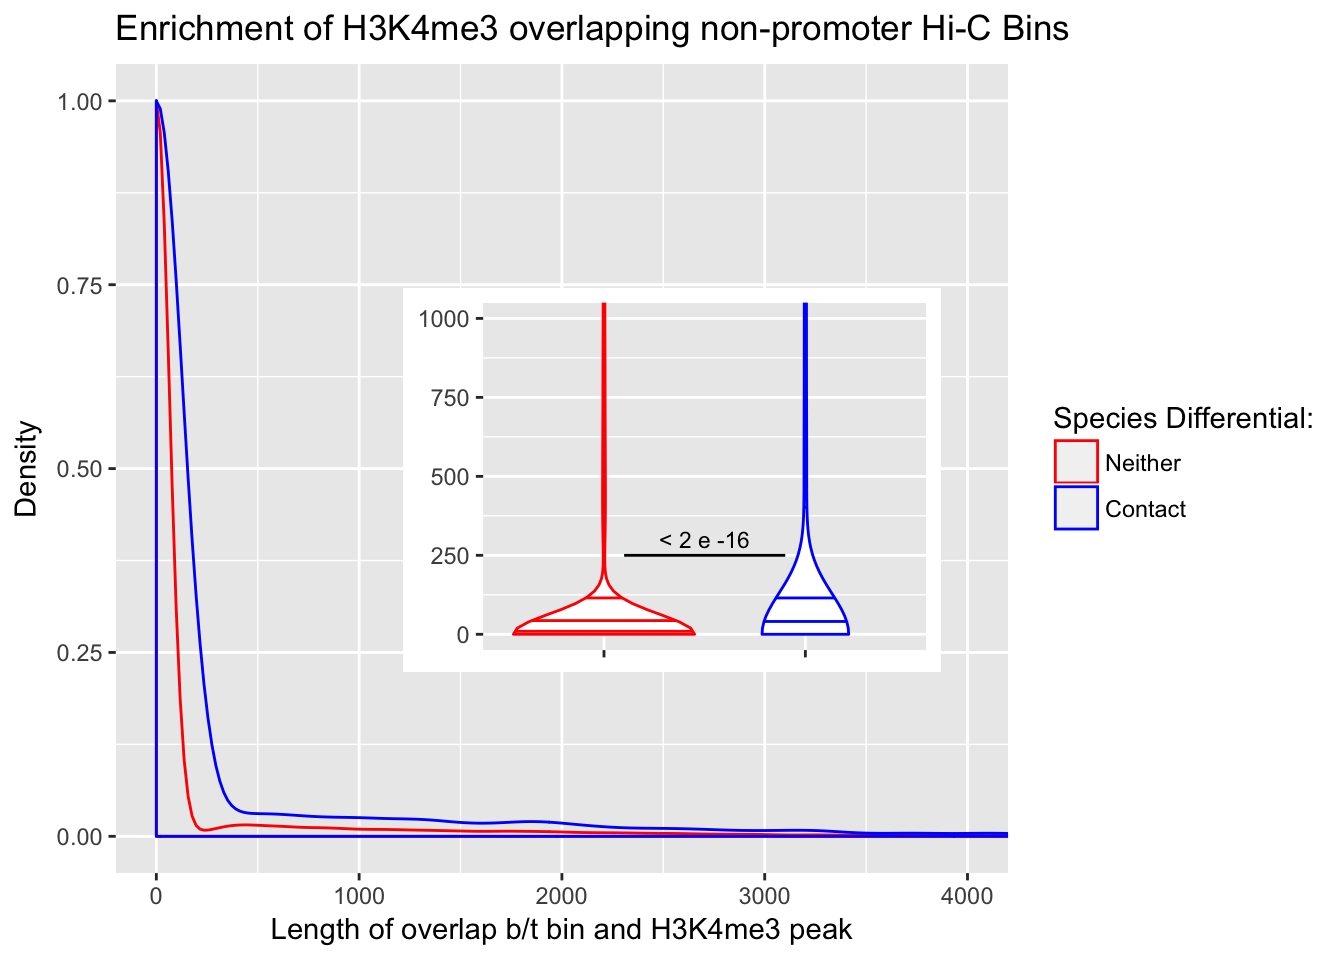 Enrichment of H3K4me3 overlapping non-promoter Hi-C Bins
1.00
0.75
0.50
0.25
0.00
Density
1000
750
500
250
0
< 2 e -16
Species Differential:
Neither
Contact
0
1000
2000
3000
4000
Length of overlap b/t bin and H3K4me3 peak